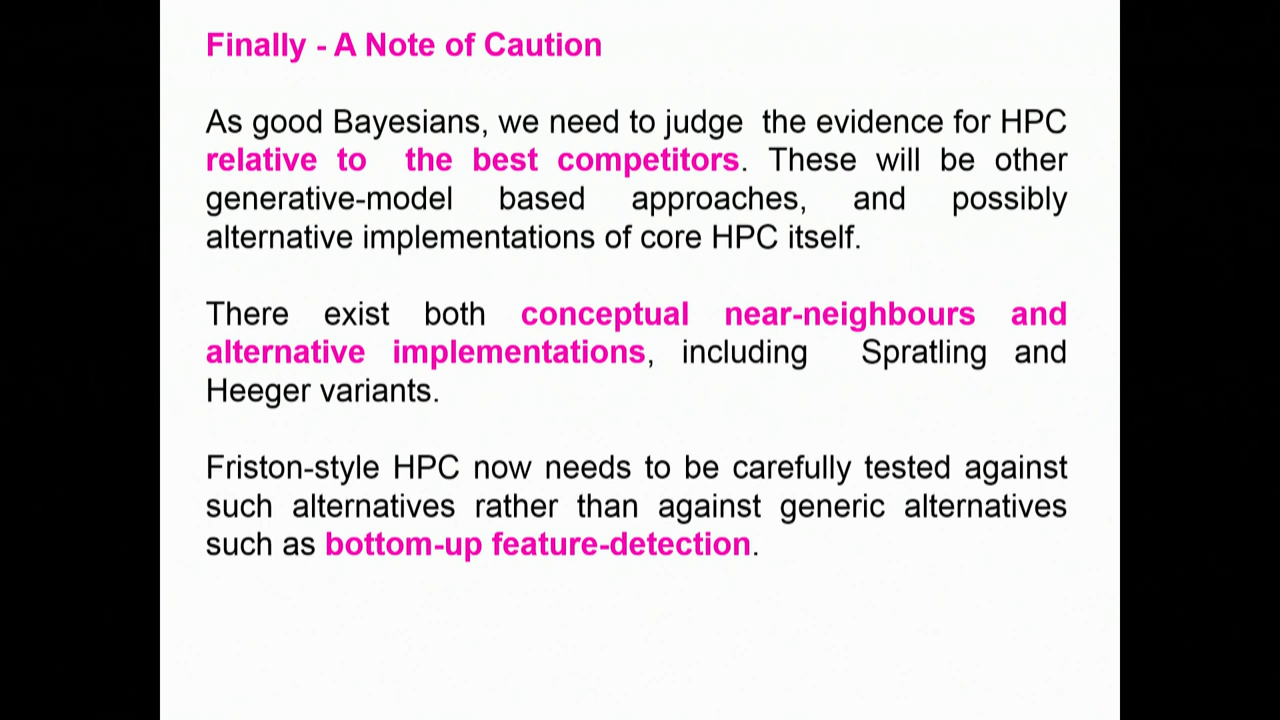 Finally - A Note of Caution
As good Bayesians, we need to judge the evidence for HPC
relative to the best competitors. These will be other
generative-model based approaches, and possibly
alternative implementations of core HPC itself.
There exist both conceptual near-neighbours and
alternative implementations, including Spratling and
Heeger variants.
Friston-style HPC now needs to be carefully tested against
such alternatives rather than against generic alternatives
such as bottom-up feature-detection.